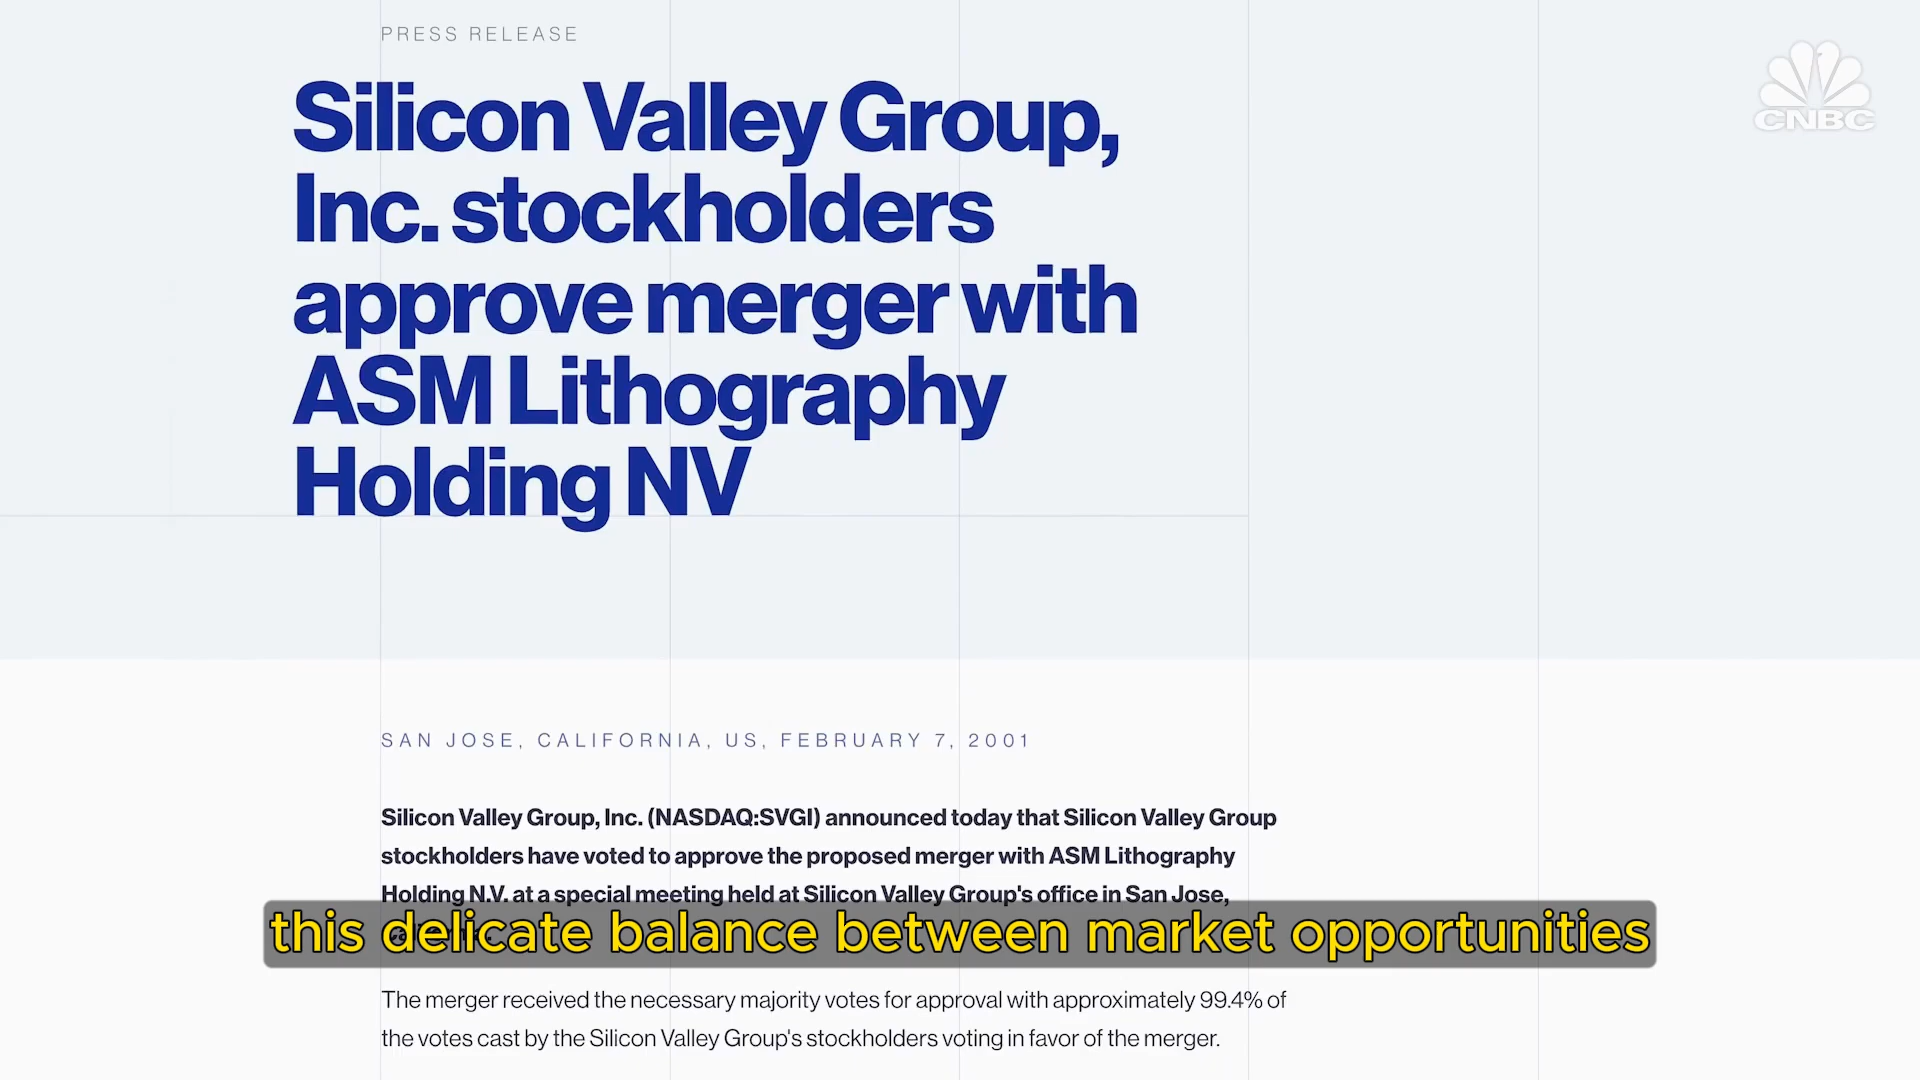 PRESS RELEASE
CNBC
Silicon Valley Group,
Inc. stockholders
approve merger with
ASM Lithography
Holding NV
SAN JOSE, CALIFORNIA, US, FEBRUARY 7, 2001
Silicon Valley Group, Inc. (NASDAQ:SVGI) announced today that Silicon Valley Group
stockholders have voted to approve the proposed merger with ASM Lithography
Holding N.V. at a special meeting held at Silicon Valley Group's office in San Jose,
this delicate balance between market opportunities
The merger received the necessary majority votes for approval with approximately 99.4% of
the votes cast by the Silicon Valley Group's stockholders voting in favor of the merger.